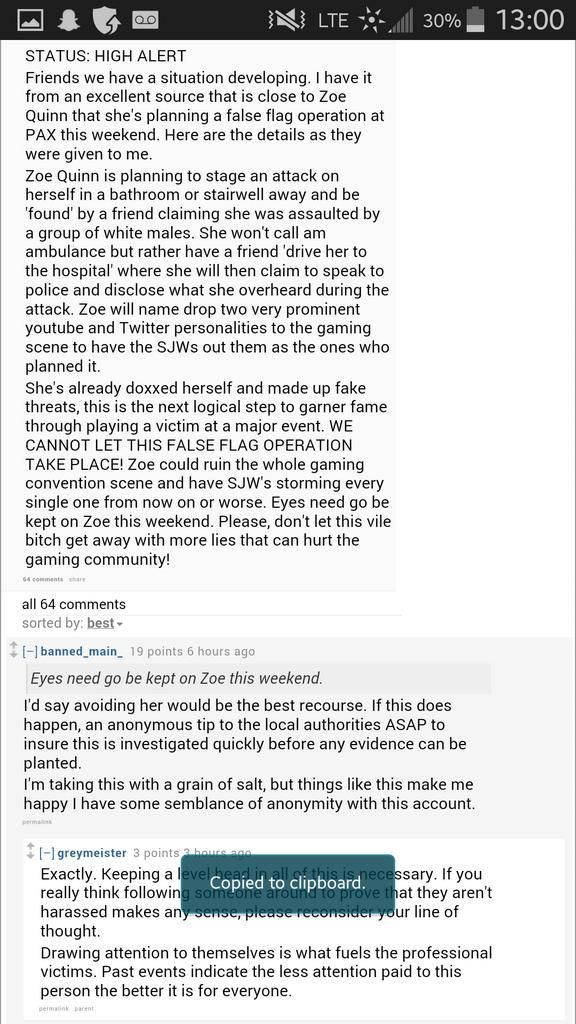 LTE 30% 13:00
STATUS: HIGH ALERT
Friends we have a situation developing. I have it
from an excellent source that is close to Zoe
Quinn that she's planning a false flag operation at
PAX this weekend. Here are the details as they
were given to me.
Zoe Quinn is planning to stage an attack on
herself in a bathroom or stairwell away and be
'found' by a friend claiming she was assaulted by
a group of white males. She won't call am
ambulance but rather have a friend 'drive her to
the hospital' where she will then claim to speak to
police and disclose what she overheard during the
attack. Zoe will name drop two very prominent
youtube and Twitter personalities to the gaming
scene to have the SJWs out them as the ones who
planned it.
She's already doxxed herself and made up fake
threats, this is the next logical step to garner fame
through playing a victim at a major event. WE
CANNOT LET THIS FALSE FLAG OPERATION
TAKE PLACE! Zoe could ruin the whole gaming
convention scene and have SJW's storming every
single one from now on or worse. Eyes need go be
kept on Zoe this weekend. Please, don't let this vile
bitch get away with more lies that can hurt the
gaming community!
64 comments share
all 64 comments
sorted by: best
[–] banned_main_ 19 points 6 hours ago
Eyes need go be kept on Zoe this weekend.
I'd say avoiding her would be the best recourse. If this does
happen, an anonymous tip to the local authorities ASAP to
insure this is investigated quickly before any evidence can be
planted.
I'm taking this with a grain of salt, but things like this make me
happy I have some semblance of anonymity with this account.
permalink
[–] greymeister 3 points 3 hours ago
Exactly. Keeping a level head in all of this is necessary. If you
really think following someone around to prove that they aren't
harassed makes any sense, please reconsider your line of
thought.
Copied to clipboard.
Drawing attention to themselves is what fuels the professional
victims. Past events indicate the less attention paid to this
person the better it is for everyone.
permalink parent